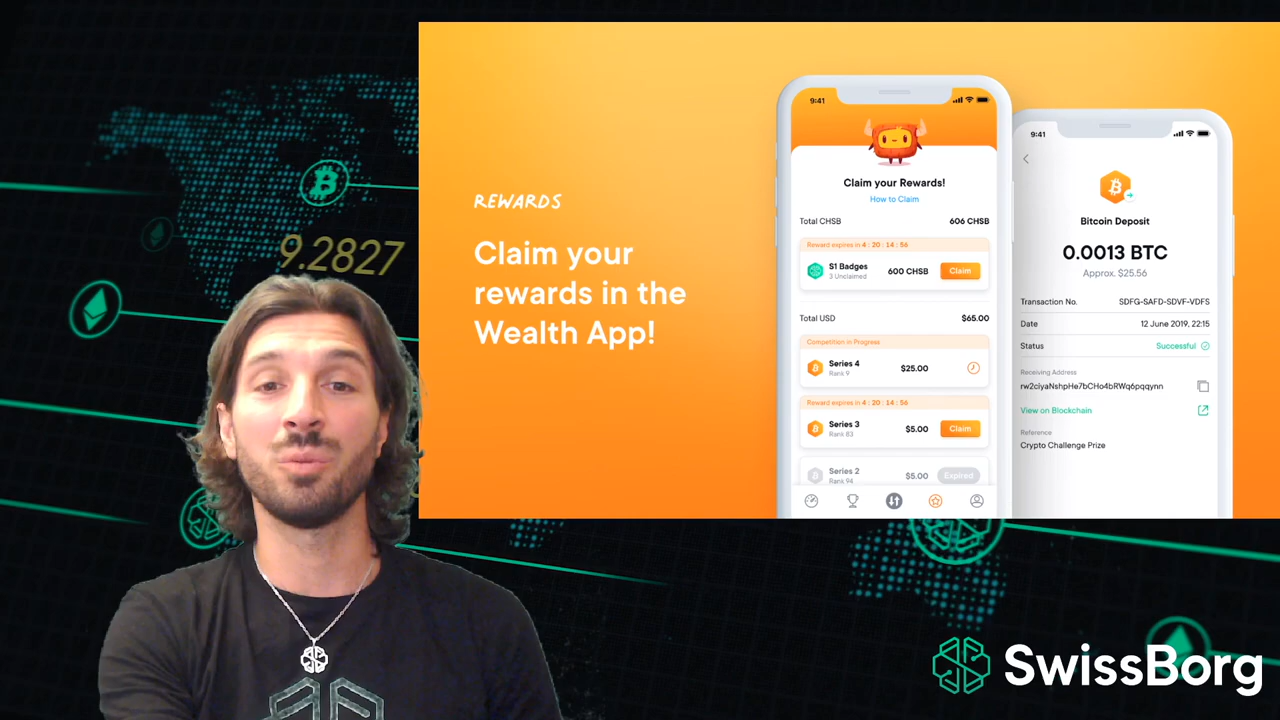 9.2827
REWARDS
Claim your
rewards in the
Wealth App!
9:41
Claim your Rewards!
How to Claim
Total CHSB 606 CHSB
Reward expires in 4 : 20 : 14 : 56
S1 Badges
3 Unclaimed
600 CHSB Claim
Total USD $65.00
Competition in Progress
Series 4
Rank 9
$25.00
Reward expires in 4 : 20 : 14 : 56
Series 3
Rank 83
$5.00 Claim
Series 2
Rank 94
$5.00 Expired
9:41
Bitcoin Deposit
0.0013 BTC
Approx. $25.56
Transaction No. SDFG-SAFD-SDVF-VDFS
Date 12 June 2019, 22:15
Status Successful
Receiving Address
rw2ciyaNshpHe7bCHo4bRWq6pqqynn
View on Blockchain
Reference
Crypto Challenge Prize
SwissBorg